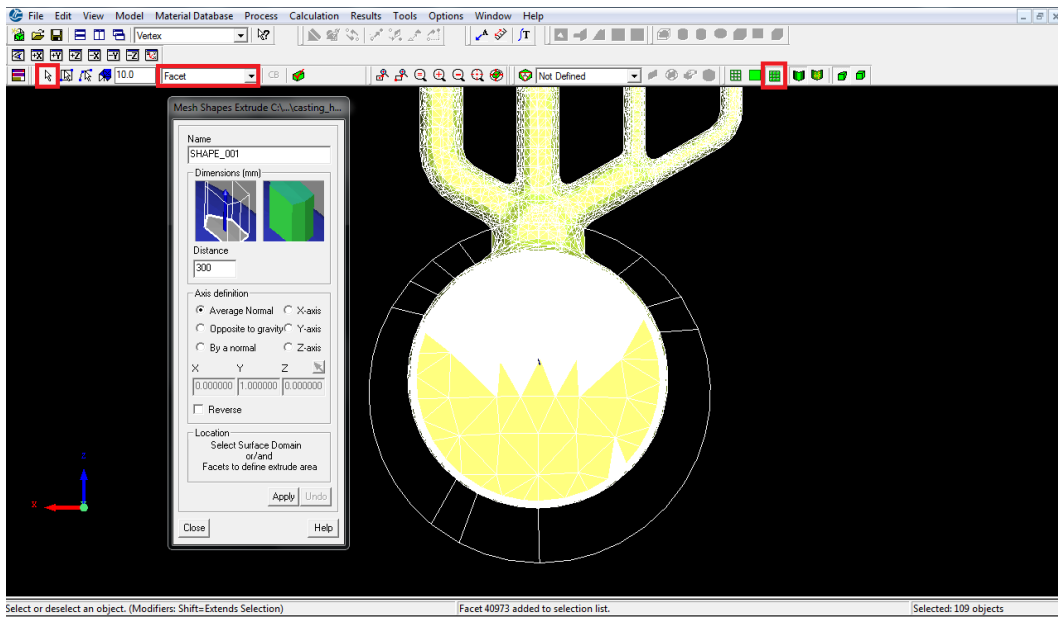 File Edit View Model Material Database Process Calculation Results Tools Options Window Help
Vertex
+X +Y +Z -X -Y -Z
10.0 Facet CB Not Defined
Mesh Shapes Extrude C:\...\casting_h...
Name
SHAPE_001
Dimensions (mm)
Distance
300
Axis definition
Average Normal X-axis
Opposite to gravity Y-axis
By a normal Z-axis
X Y Z
0.000000 1.000000 0.000000
Reverse
Location
Select Surface Domain
or/and
Facets to define extrude area
Apply Undo
Close Help
z
x
Select or deselect an object. (Modifiers: Shift=Extends Selection) Facet 40973 added to selection list. Selected: 109 objects